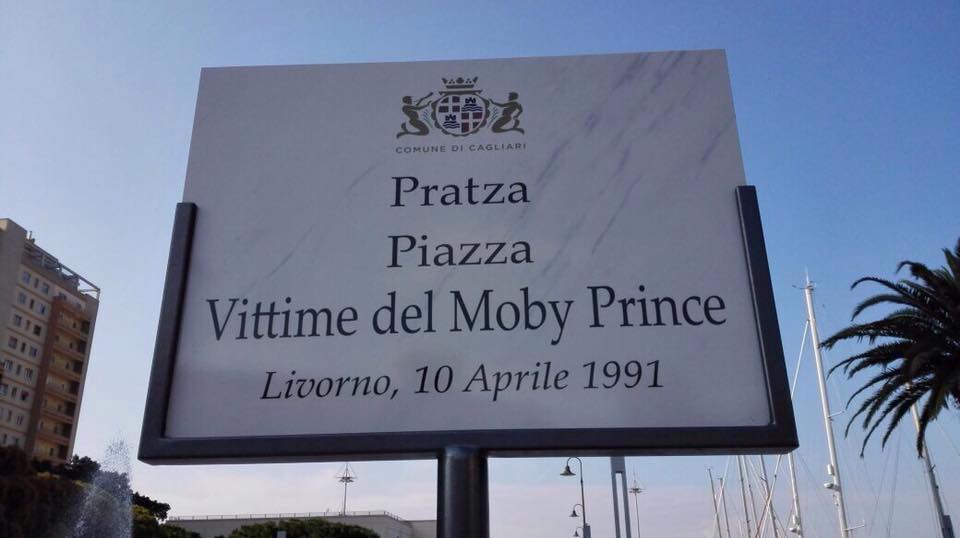 COMUNE DI CAGLIARI
Pratza
Piazza
Vittime del Moby Prince
Livorno, 10 Aprile 1991